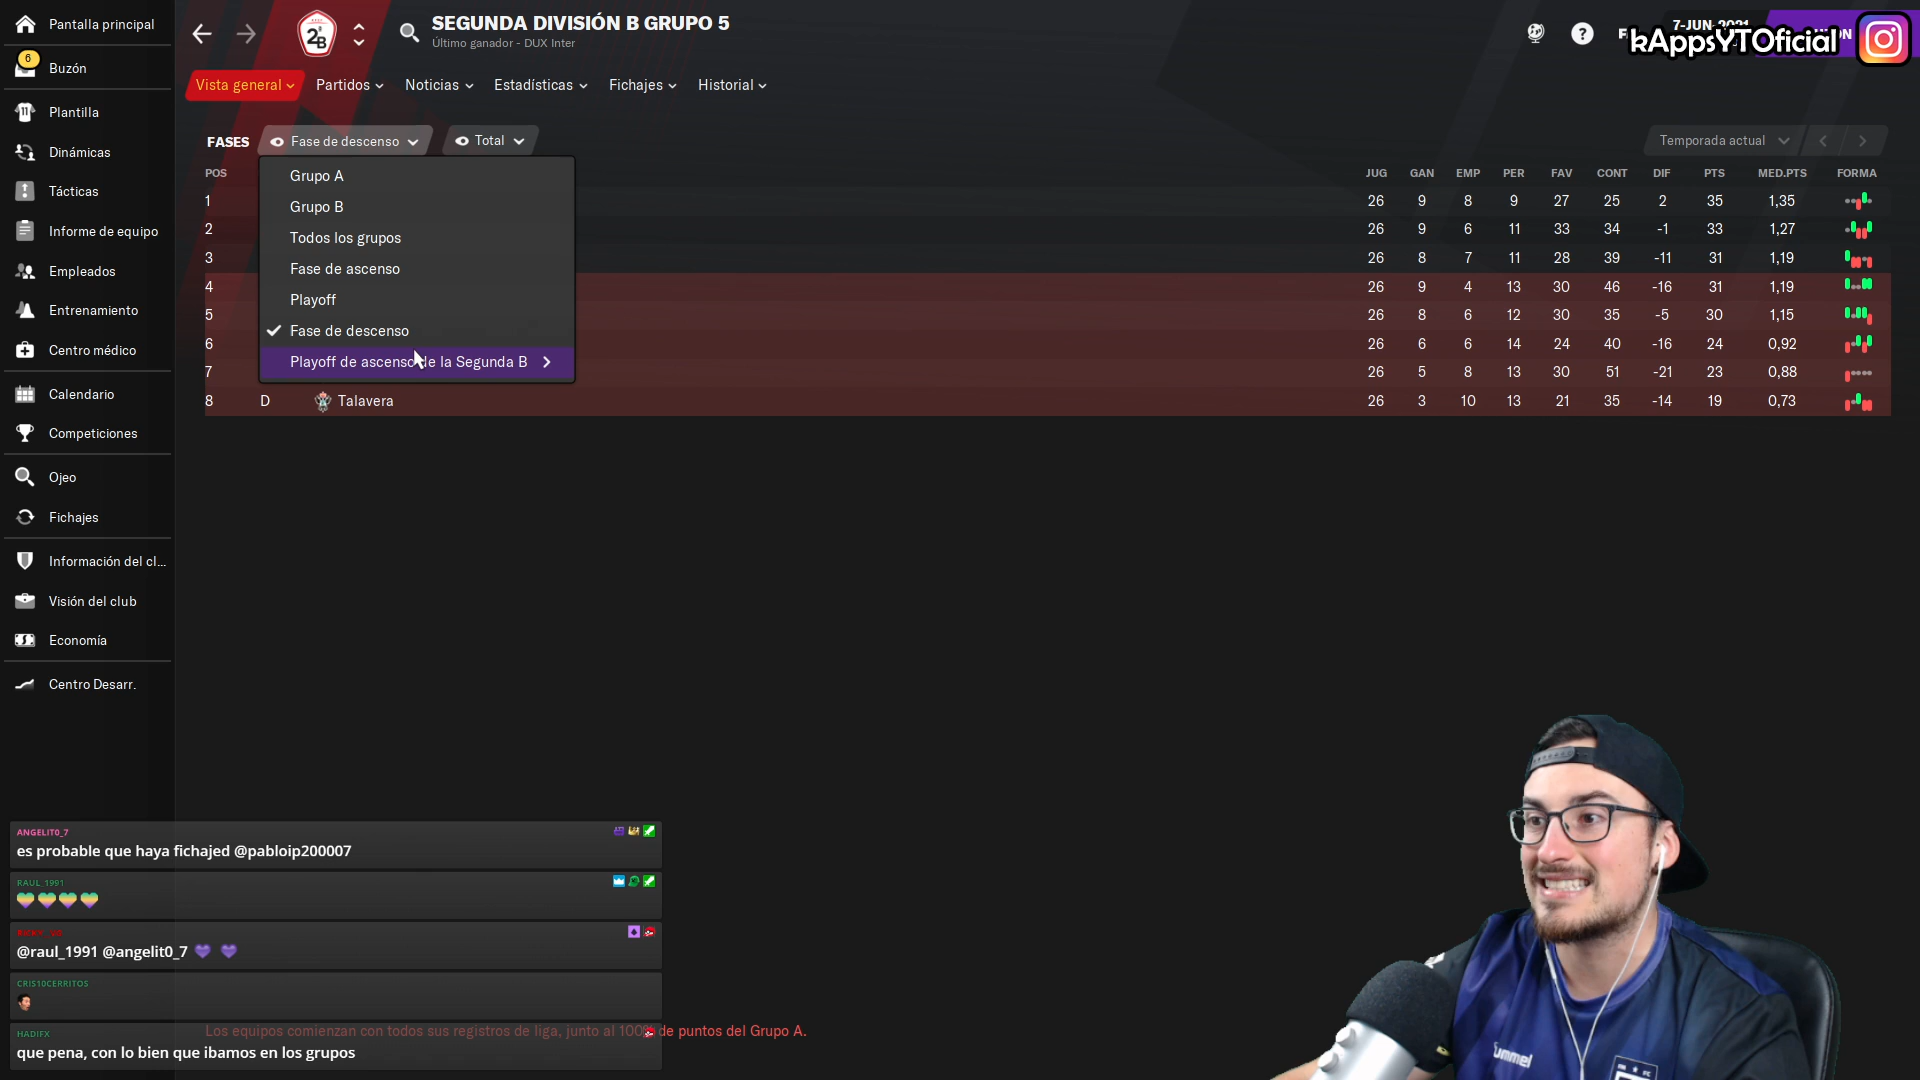 Pantalla principal
6
Buzón
Plantilla
Dinámicas
Tácticas
Informe de equipo
Empleados
Entrenamiento
Centro médico
Calendario
Competiciones
Ojeo
Fichajes
Información del cl...
Visión del club
Economía
Centro Desarr.
2ªB
SEGUNDA DIVISIÓN B GRUPO 5
Último ganador - DUX Inter
7-JUN-2021
kAppsYTOficial
Vista general Partidos Noticias Estadísticas Fichajes Historial
FASES Fase de descenso Total Temporada actual
POS JUG GAN EMP PER FAV CONT DIF PTS MED.PTS FORMA
Grupo A
Grupo B
Todos los grupos
Fase de ascenso
Playoff
Fase de descenso
Playoff de ascenso de la Segunda B
1 26 9 8 9 27 25 2 35 1,35
2 26 9 6 11 33 34 -1 33 1,27
3 26 8 7 11 28 39 -11 31 1,19
4 26 9 4 13 30 46 -16 31 1,19
5 26 8 6 12 30 35 -5 30 1,15
6 26 6 6 14 24 40 -16 24 0,92
7 26 5 8 13 30 51 -21 23 0,88
8 D Talavera 26 3 10 13 21 35 -14 19 0,73
ANGELIT0_7
es probable que haya fichajed @pabloip200007
RAUL_1991
@raul_1991 @angelit0_7
CRIS10CERRITOS
HADIFX
Los equipos comienzan con todos sus registros de liga, junto al 100% de puntos del Grupo A.
que pena, con lo bien que ibamos en los grupos
hummel